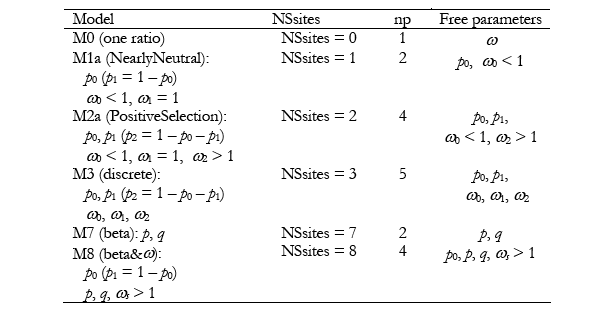 Model NSsites np Free parameters
M0 (one ratio) NSsites = 0 1 ω
M1a (NearlyNeutral): NSsites = 1 2 p₀, ω₀ < 1
p₀ (p₁ = 1 – p₀)
ω₀ < 1, ω₁ = 1
M2a (PositiveSelection): NSsites = 2 4 p₀, p₁,
p₀, p₁ (p₂ = 1 – p₀ – p₁) ω₀ < 1, ω₂ > 1
ω₀ < 1, ω₁ = 1, ω₂ > 1
M3 (discrete): NSsites = 3 5 p₀, p₁,
p₀, p₁ (p₂ = 1 – p₀ – p₁) ω₀, ω₁, ω₂
ω₀, ω₁, ω₂
M7 (beta): p, q NSsites = 7 2 p, q
M8 (beta&ω): NSsites = 8 4 p₀, p, q, ωₛ > 1
p₀ (p₁ = 1 – p₀)
p, q, ωₛ > 1